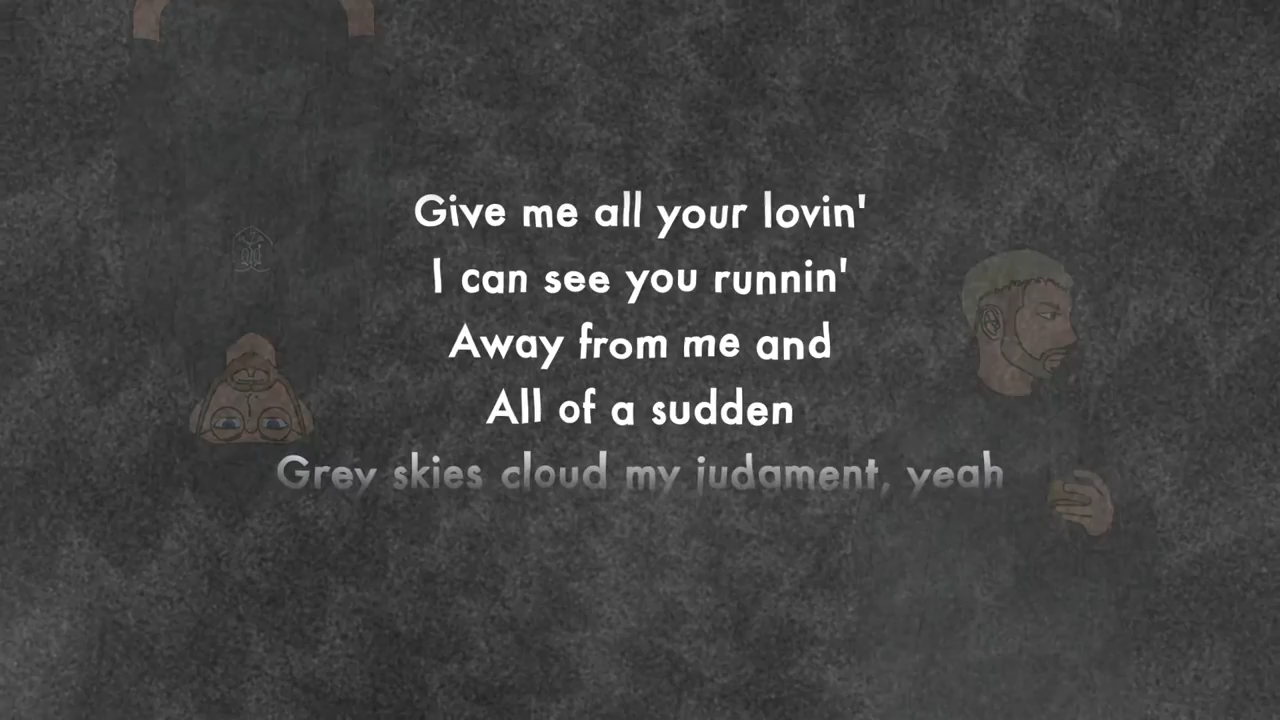 Give me all your lovin'
I can see you runnin'
Away from me and
All of a sudden
Grey skies cloud my judgment, yeah